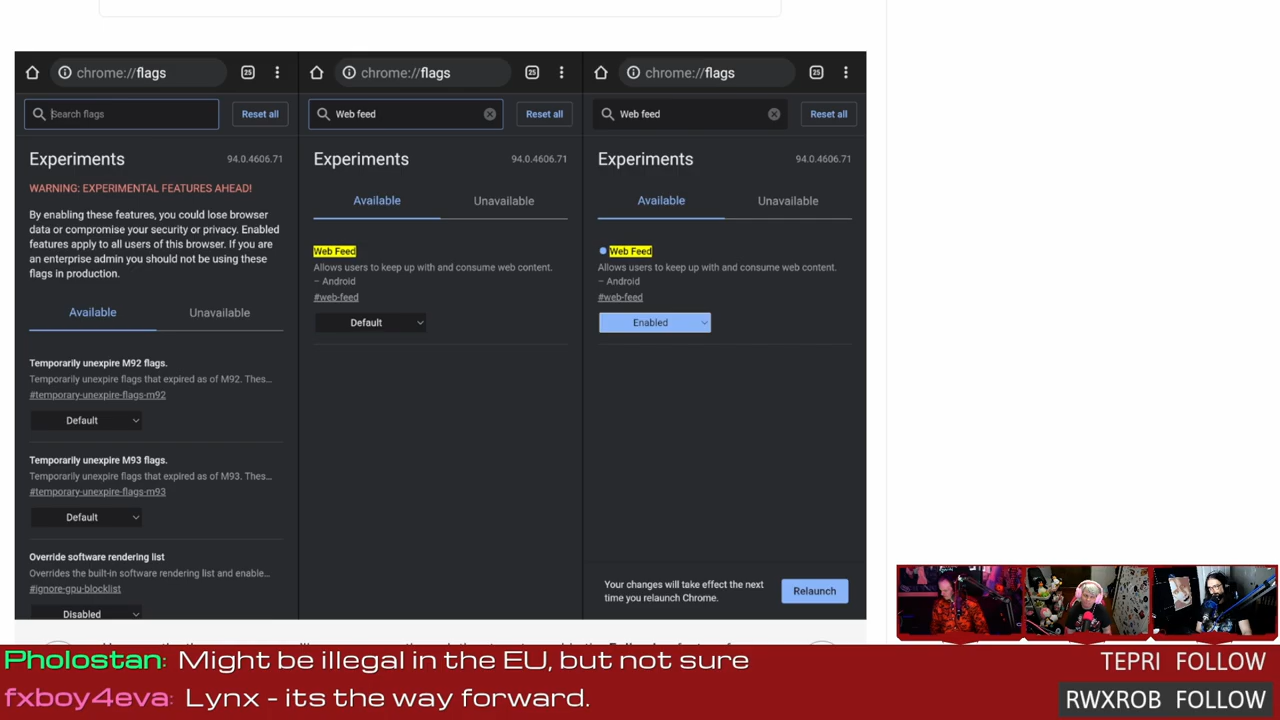 chrome://flags
25
Search flags
Reset all
Experiments
94.0.4606.71
WARNING: EXPERIMENTAL FEATURES AHEAD!
By enabling these features, you could lose browser
data or compromise your security or privacy. Enabled
features apply to all users of this browser. If you are
an enterprise admin you should not be using these
flags in production.
Available
Unavailable
Temporarily unexpire M92 flags.
Temporarily unexpire flags that expired as of M92. Thes...
#temporary-unexpire-flags-m92
Default
Temporarily unexpire M93 flags.
Temporarily unexpire flags that expired as of M93. Thes...
#temporary-unexpire-flags-m93
Default
Override software rendering list
Overrides the built-in software rendering list and enable...
#ignore-gpu-blocklist
Disabled
chrome://flags
25
Web feed
Reset all
Experiments
94.0.4606.71
Available
Unavailable
Web Feed
Allows users to keep up with and consume web content.
– Android
#web-feed
Default
chrome://flags
25
Web feed
Reset all
Experiments
94.0.4606.71
Available
Unavailable
Web Feed
Allows users to keep up with and consume web content.
– Android
#web-feed
Enabled
Your changes will take effect the next
time you relaunch Chrome.
Relaunch
Pholostan: Might be illegal in the EU, but not sure
fxboy4eva: Lynx - its the way forward.
TEPRI FOLLOW
RWXROB FOLLOW